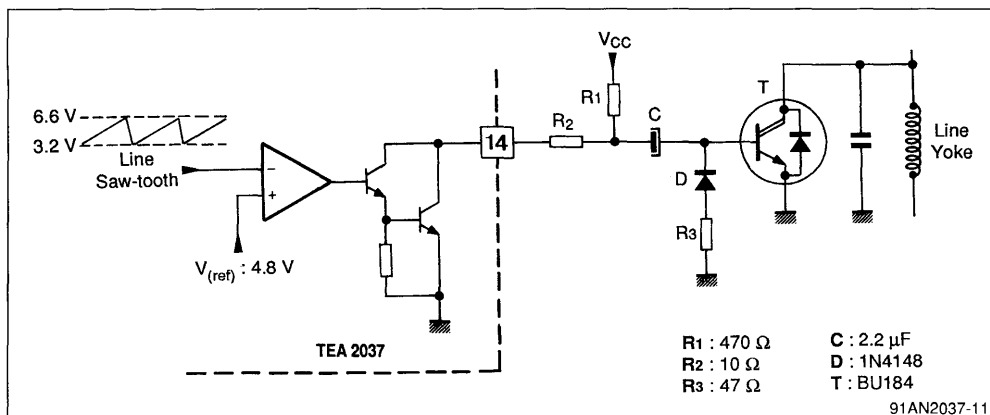 VCC
R1
6.6 V
3.2 V
Line
Saw-tooth
−
+
V(ref) : 4.8 V
14
R2
C
T
D
R3
Line
Yoke
TEA 2037
R1 : 470 Ω
R2 : 10 Ω
R3 : 47 Ω
C : 2.2 µF
D : 1N4148
T : BU184
91AN2037-11